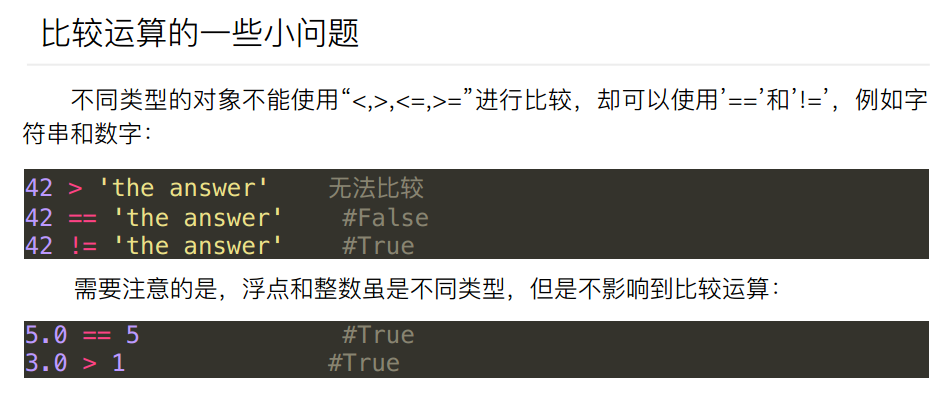 比较运算的一些小问题
不同类型的对象不能使用“<,>,<=,>=”进行比较，却可以使用’==’和’!=’，例如字
符串和数字：
42 > 'the answer' 无法比较
42 == 'the answer' #False
42 != 'the answer' #True
需要注意的是，浮点和整数虽是不同类型，但是不影响到比较运算：
5.0 == 5 #True
3.0 > 1 #True